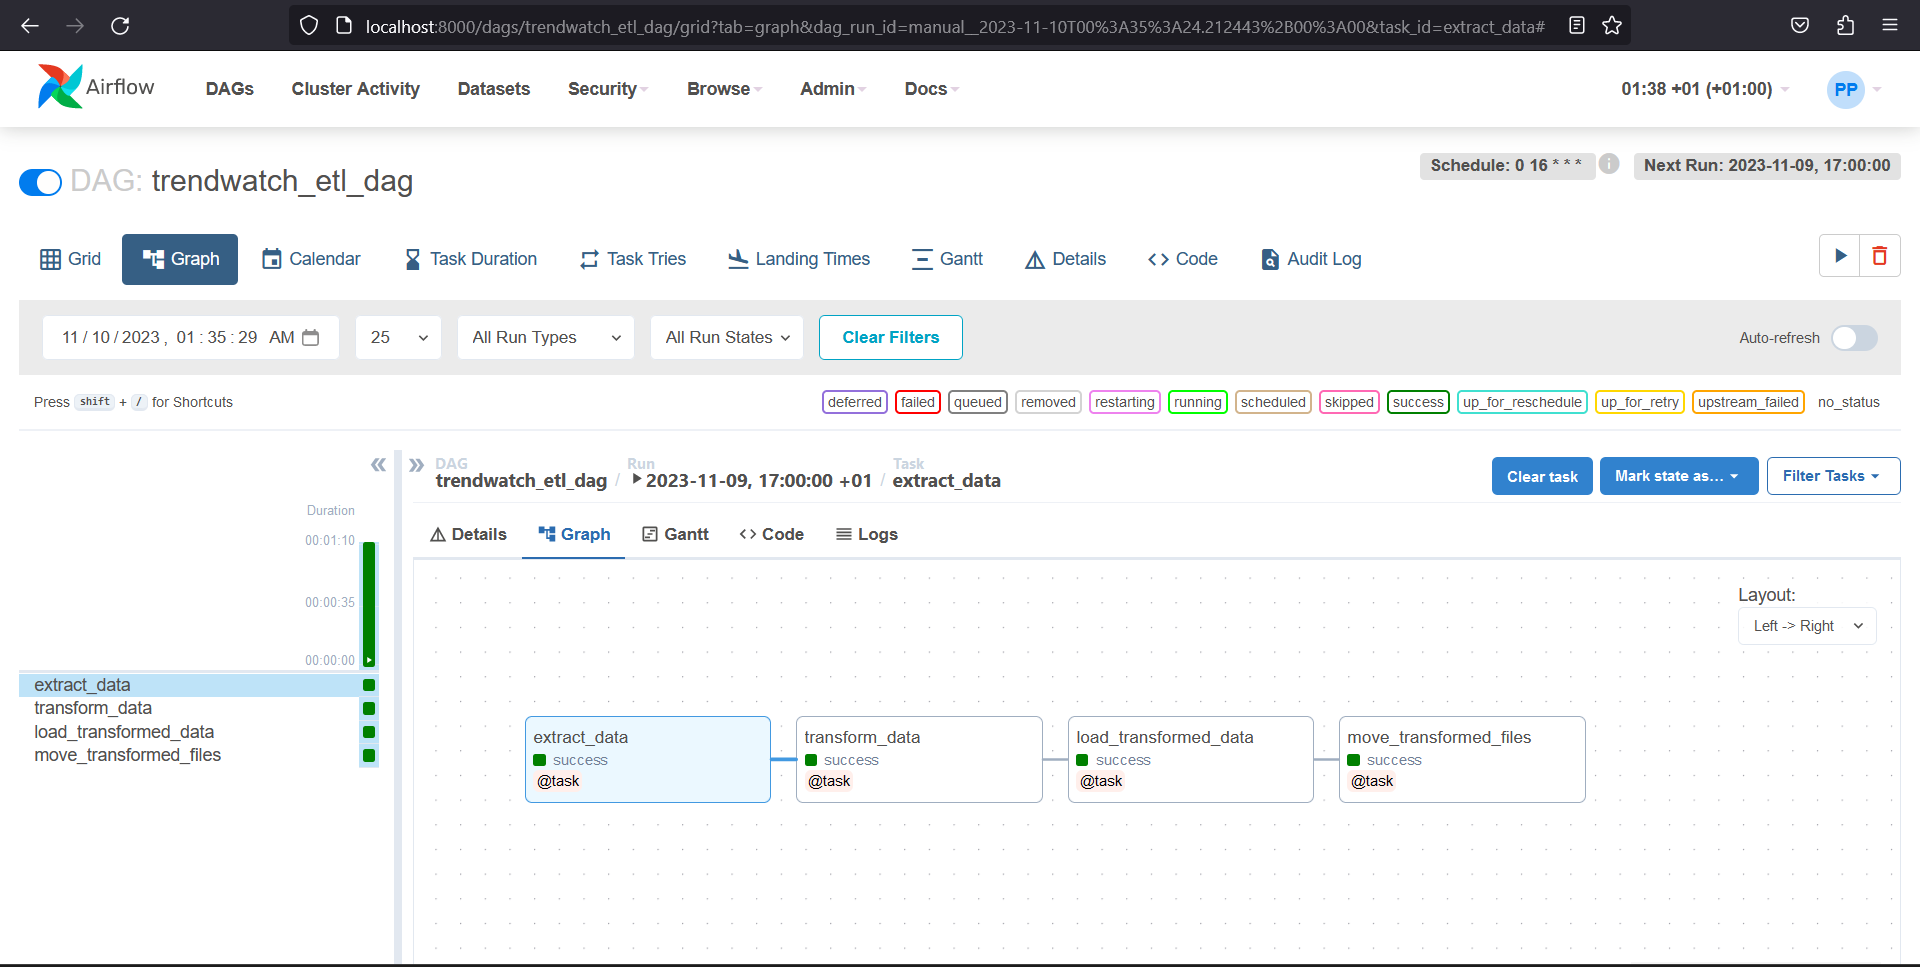 localhost:8000/dags/trendwatch_etl_dag/grid?tab=graph&dag_run_id=manual__2023-11-10T00%3A35%3A24.212443%2B00%3A00&task_id=extract_data#
Airflow
DAGs
Cluster Activity
Datasets
Security
Browse
Admin
Docs
01:38 +01 (+01:00)
PP
DAG: trendwatch_etl_dag
Schedule: 0 16 * * *
i
Next Run: 2023-11-09, 17:00:00
Grid
Graph
Calendar
Task Duration
Task Tries
Landing Times
Gantt
Details
Code
Audit Log
11/10/2023, 01:35:29 AM
25
All Run Types
All Run States
Clear Filters
Auto-refresh
Press shift + / for Shortcuts
deferred
failed
queued
removed
restarting
running
scheduled
skipped
success
up_for_reschedule
up_for_retry
upstream_failed
no_status
DAG
trendwatch_etl_dag
/
Run
2023-11-09, 17:00:00 +01
/
Task
extract_data
Clear task
Mark state as...
Filter Tasks
Duration
00:01:10
00:00:35
00:00:00
extract_data
transform_data
load_transformed_data
move_transformed_files
Details
Graph
Gantt
Code
Logs
Layout:
Left -> Right
extract_data
success
@task
transform_data
success
@task
load_transformed_data
success
@task
move_transformed_files
success
@task